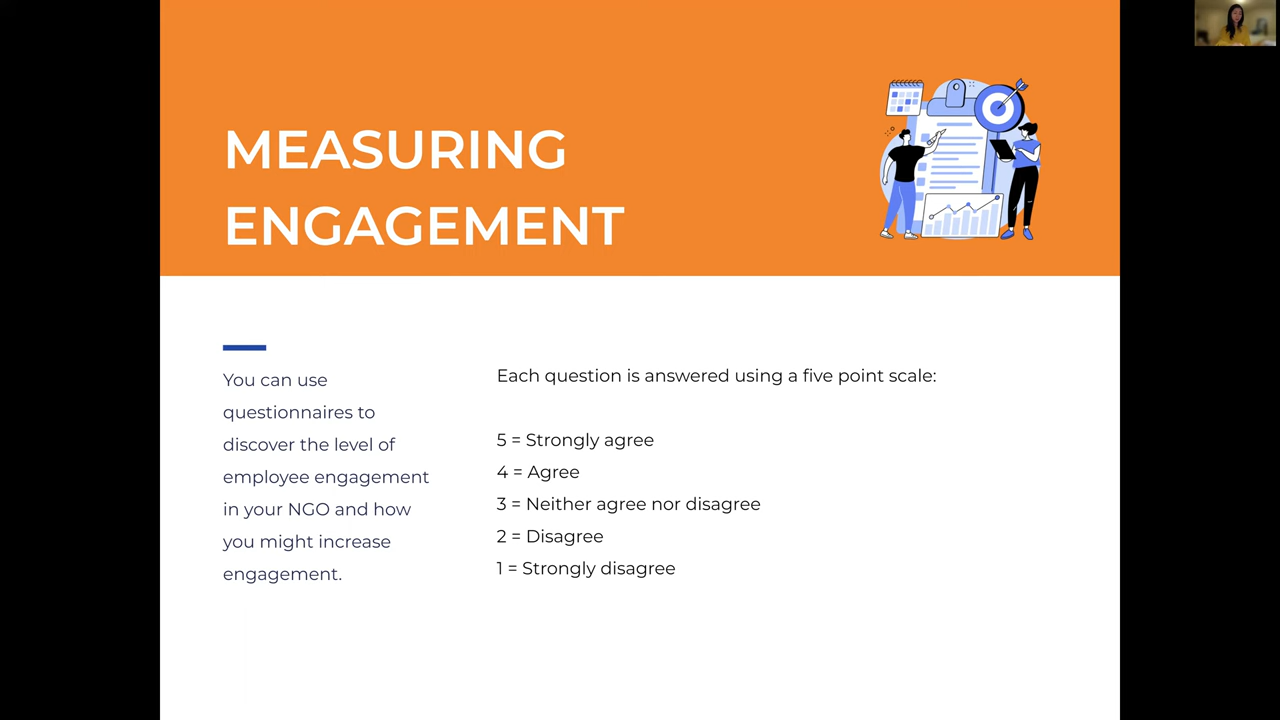 MEASURING
ENGAGEMENT
You can use
questionnaires to
discover the level of
employee engagement
in your NGO and how
you might increase
engagement.
Each question is answered using a five point scale:
5 = Strongly agree
4 = Agree
3 = Neither agree nor disagree
2 = Disagree
1 = Strongly disagree